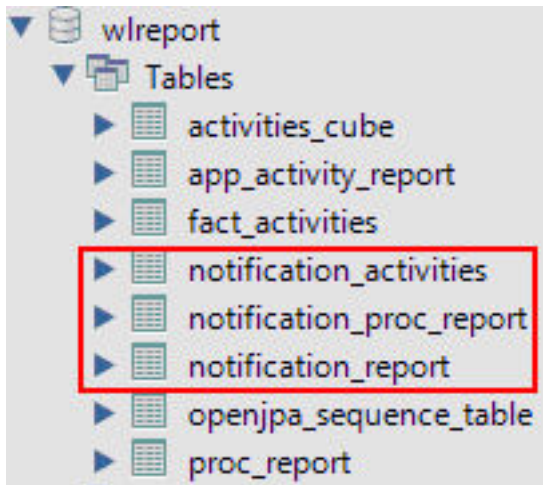 wlreport
Tables
activities_cube
app_activity_report
fact_activities
notification_activities
notification_proc_report
notification_report
openjpa_sequence_table
proc_report